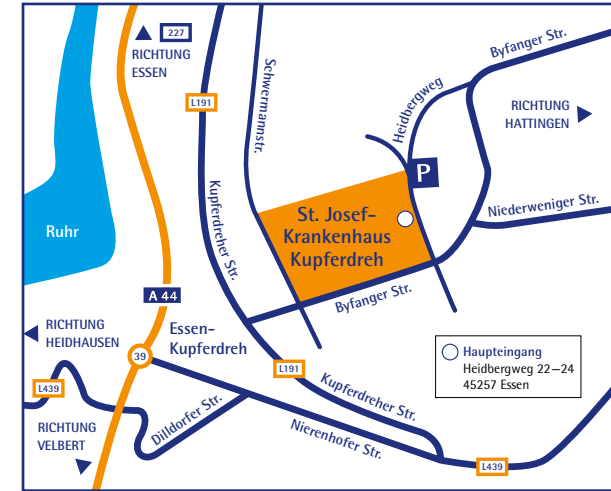 227
RICHTUNG
ESSEN
Byfanger Str.
Schwermannstr.
L191
Heidbergweg
RICHTUNG
HATTINGEN
P
Kupferdreher Str.
Niederweniger Str.
St. Josef-
Krankenhaus
Kupferdreh
Ruhr
A 44
Byfanger Str.
RICHTUNG
HEIDHAUSEN
Essen-
Kupferdreh
39
L191
Haupteingang
Heidbergweg 22–24
45257 Essen
L439
Kupferdreher Str.
Dilldorfer Str.
Nierenhofer Str.
RICHTUNG
VELBERT
L439